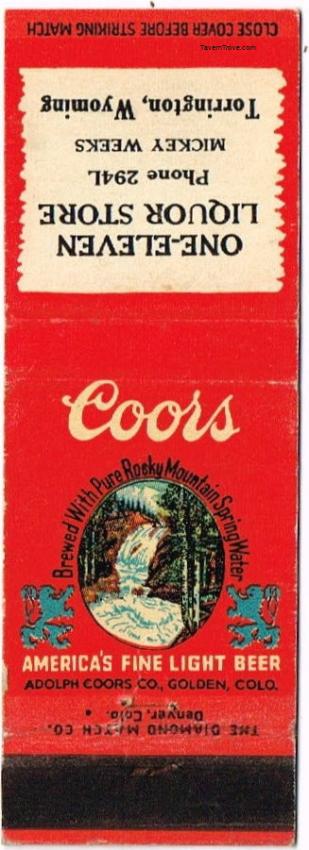 CLOSE COVER BEFORE STRIKING MATCH
TavernTrove.com
ONE-ELEVEN
LIQUOR STORE
Phone 294L
MICKEY WEEKS
Torrington, Wyoming
Coors
Brewed With Pure Rocky Mountain Spring Water
AMERICA'S FINE LIGHT BEER
ADOLPH COORS CO., GOLDEN, COLO.
THE DIAMOND MATCH CO.
Denver, Colo.